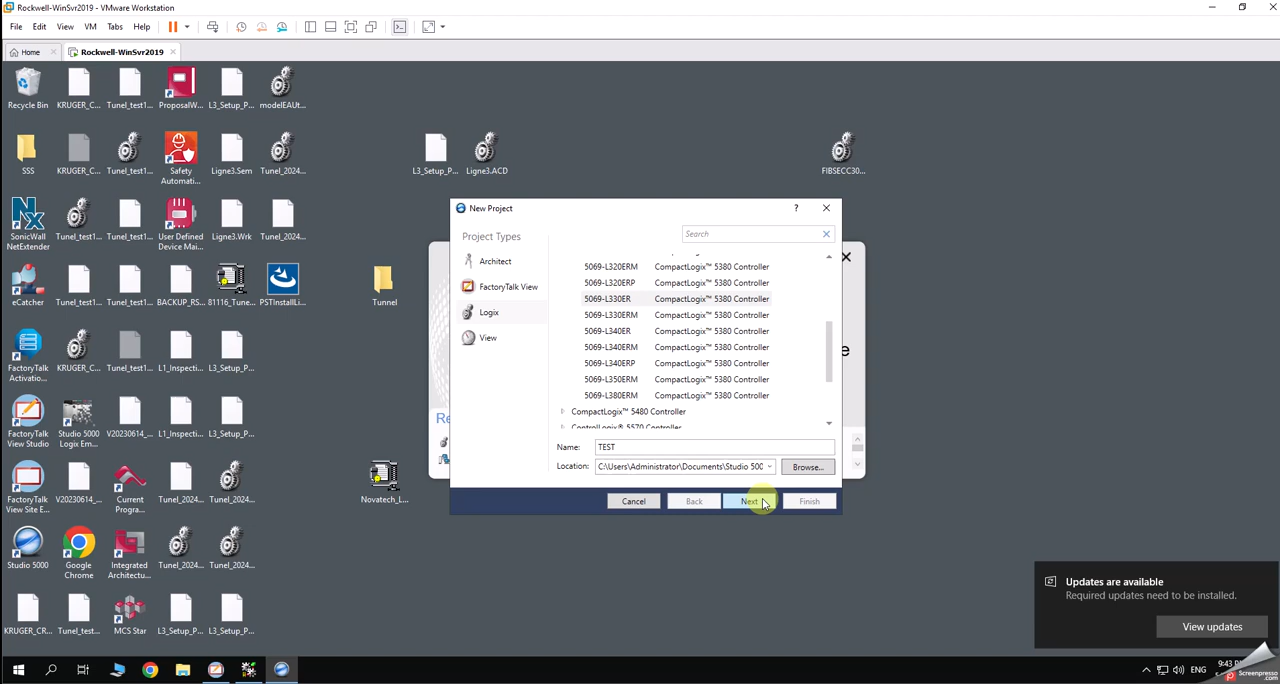 Rockwell-WinSvr2019 - VMware Workstation
File Edit View VM Tabs Help
Home Rockwell-WinSvr2019
Recycle Bin KRUGER_C... Tunel_test1... ProposalW... L3_Setup_P... modelEAUt...
SSS KRUGER_C... Tunel_test1... Safety Automati... Ligne3.Sem Tunel_2024... L3_Setup_P... Ligne3.ACD FIBSECC30...
SonicWall NetExtender Tunel_test1... Tunel_test1... User Defined Device Mai... Ligne3.Wrk Tunel_2024...
eCatcher Tunel_test1... Tunel_test1... BACKUP_RS... 81116_Tune... PSTInstallLi... Tunnel
FactoryTalk Activatio... KRUGER_C... Tunel_test1... L1_Inspecti... L3_Setup_P...
FactoryTalk View Studio Studio 5000 Logix Em... V20230614_... L1_Inspecti... L3_Setup_P...
FactoryTalk View Site E... V20230614_... Current Progra... Tunel_2024... Tunel_2024... Novatech_L...
Studio 5000 Google Chrome Integrated Architectu... Tunel_2024... Tunel_2024...
KRUGER_CR... Tunel_test... MCS Star L3_Setup_P... L3_Setup_P...
New Project
?
Project Types
Search
Architect
FactoryTalk View
Logix
View
5069-L320ERM CompactLogix™ 5380 Controller
5069-L320ERP CompactLogix™ 5380 Controller
5069-L330ER CompactLogix™ 5380 Controller
5069-L330ERM CompactLogix™ 5380 Controller
5069-L340ER CompactLogix™ 5380 Controller
5069-L340ERM CompactLogix™ 5380 Controller
5069-L340ERP CompactLogix™ 5380 Controller
5069-L350ERM CompactLogix™ 5380 Controller
5069-L380ERM CompactLogix™ 5380 Controller
CompactLogix™ 5480 Controller
ControlLogix® 5570 Controller
Name: TEST
Location: C:\Users\Administrator\Documents\Studio 500 Browse...
Cancel Back Next Finish
Re
e
Updates are available
Required updates need to be installed.
View updates
ENG 9:43 P
Screenpresso
.com